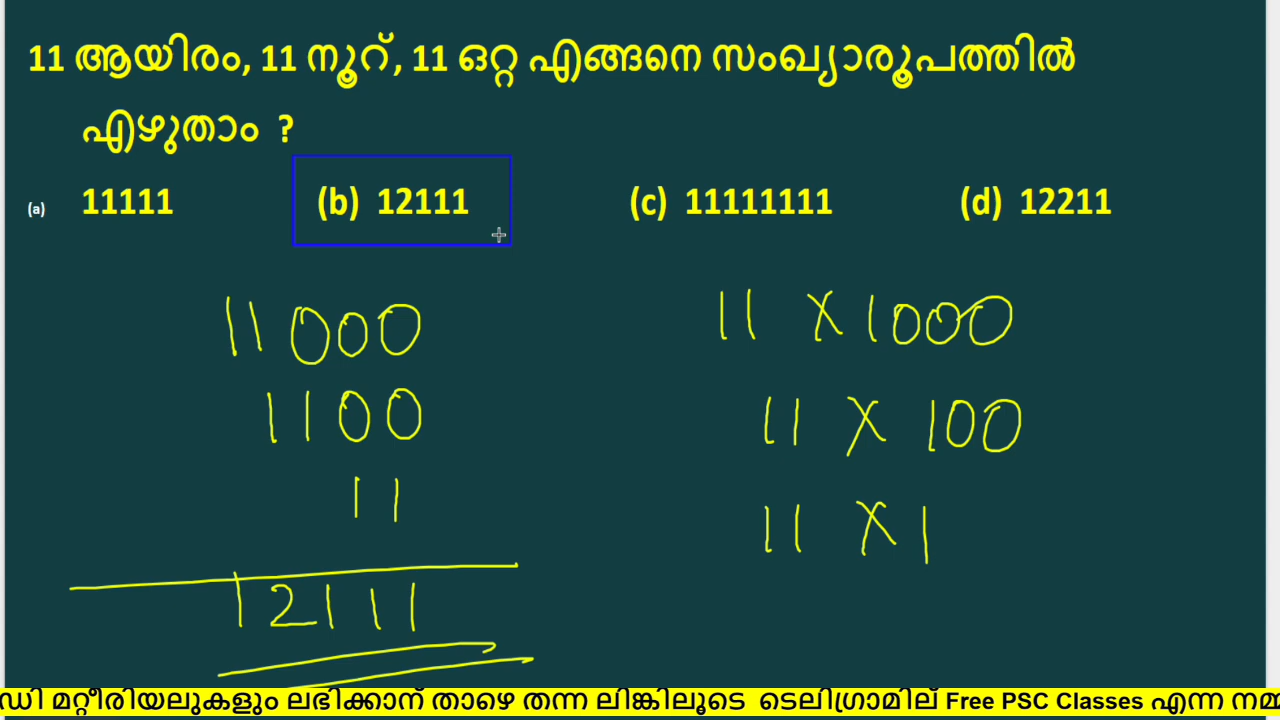 11 ആയിരം, 11 നൂറ്, 11 ഒറ്റ എങ്ങനെ സംഖ്യാരൂപത്തിൽ
എഴുതാം ?
(a) 11111 (b) 12111 (c) 11111111 (d) 12211
11000 11 X 1000
1100 11 X 100
11 11 X 1
12111
ഡി മറ്റീരിയലുകളും ലഭിക്കാന് താഴെ തന്ന ലിങ്കിലൂടെ ടെലിഗ്രാമില് Free PSC Classes എന്ന നമ്മ